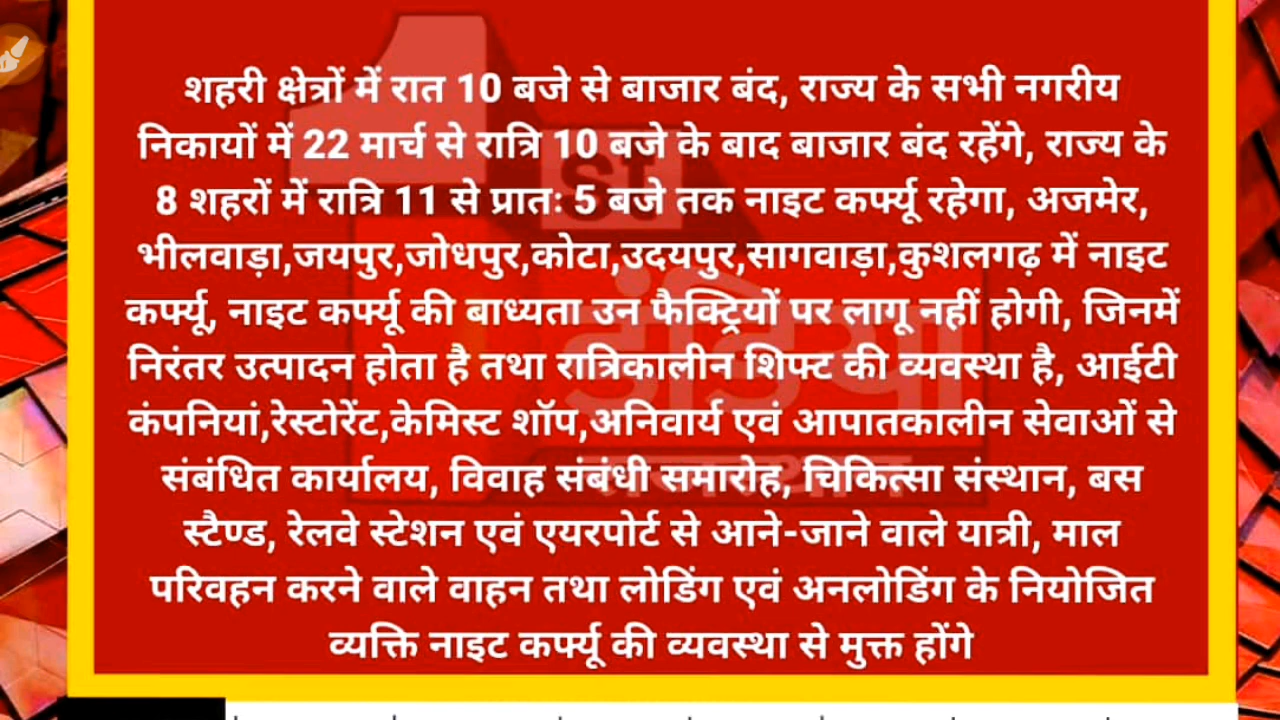 शहरी क्षेत्रों में रात 10 बजे से बाजार बंद, राज्य के सभी नगरीय
निकायों में 22 मार्च से रात्रि 10 बजे के बाद बाजार बंद रहेंगे, राज्य के
8 शहरों में रात्रि 11 से प्रातः 5 बजे तक नाइट कर्फ्यू रहेगा, अजमेर,
भीलवाड़ा,जयपुर,जोधपुर,कोटा,उदयपुर,सागवाड़ा,कुशलगढ़ में नाइट
कर्फ्यू, नाइट कर्फ्यू की बाध्यता उन फैक्ट्रियों पर लागू नहीं होगी, जिनमें
निरंतर उत्पादन होता है तथा रात्रिकालीन शिफ्ट की व्यवस्था है, आईटी
कंपनियां,रेस्टोरेंट,केमिस्ट शॉप,अनिवार्य एवं आपातकालीन सेवाओं से
संबंधित कार्यालय, विवाह संबंधी समारोह, चिकित्सा संस्थान, बस
स्टैण्ड, रेलवे स्टेशन एवं एयरपोर्ट से आने-जाने वाले यात्री, माल
परिवहन करने वाले वाहन तथा लोडिंग एवं अनलोडिंग के नियोजित
व्यक्ति नाइट कर्फ्यू की व्यवस्था से मुक्त होंगे
1st
इंडिया
राजस्थान